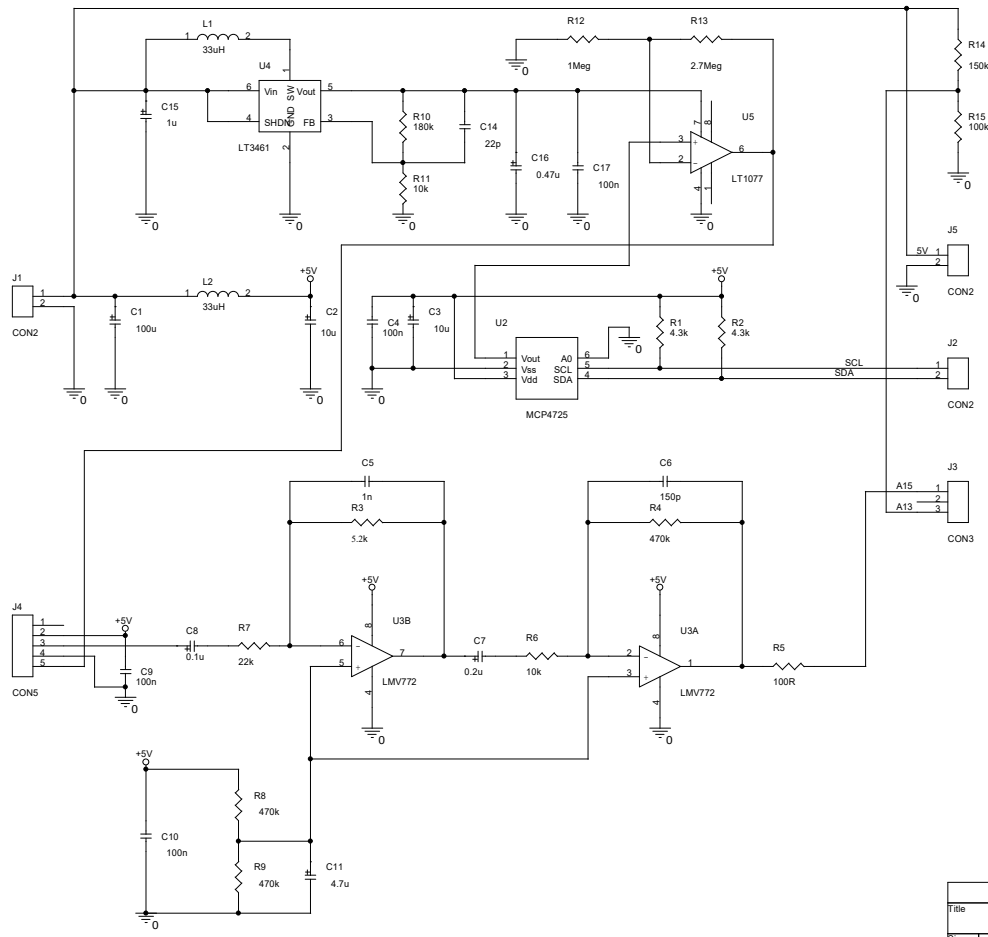 L1
1 2
33uH
U4
1
6 Vin SW Vout 5
4 SHDN GND FB 3
LT3461
2
C15
1u
0
0
R10
180k
C14
22p
R11
10k
0
C16
0.47u
0
C17
100n
0
R12
1Meg
0
R13
2.7Meg
U5
7 8
3 +
2 −
6
4 1
LT1077
0
R14
150k
R15
100k
0
J5
5V 1
2
0
CON2
J1
1
2
CON2
0
C1
100u
0
L2
1 2
33uH
+5V
C2
10u
0
C4
100n
C3
10u
0
U2
1 Vout A0 6
2 Vss SCL 5
3 Vdd SDA 4
MCP4725
0
+5V
R1
4.3k
R2
4.3k
SCL
SDA
J2
1
2
CON2
J3
A15 1
2
A13 3
CON3
C5
1n
R3
5.2k
C6
150p
R4
470k
J4
1
2
3
4
5
CON5
+5V
C9
100n
0
C8
0.1u
R7
22k
+5V
U3B
8
6 −
5 +
7
4
LMV772
0
C7
0.2u
R6
10k
+5V
U3A
8
2 −
3 +
1
4
LMV772
0
R5
100R
+5V
C10
100n
R8
470k
R9
470k
C11
4.7u
0
Title